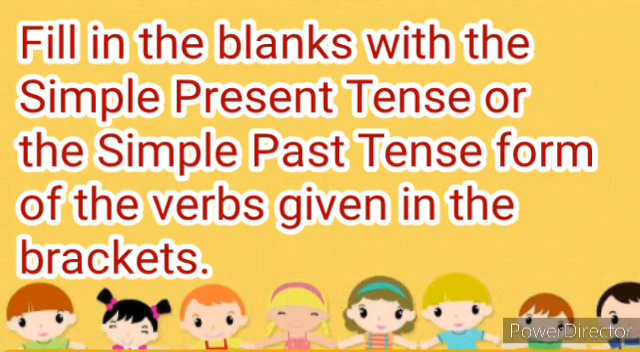 Fill in the blanks with the
Simple Present Tense or
the Simple Past Tense form
of the verbs given in the
brackets.
PowerDirector